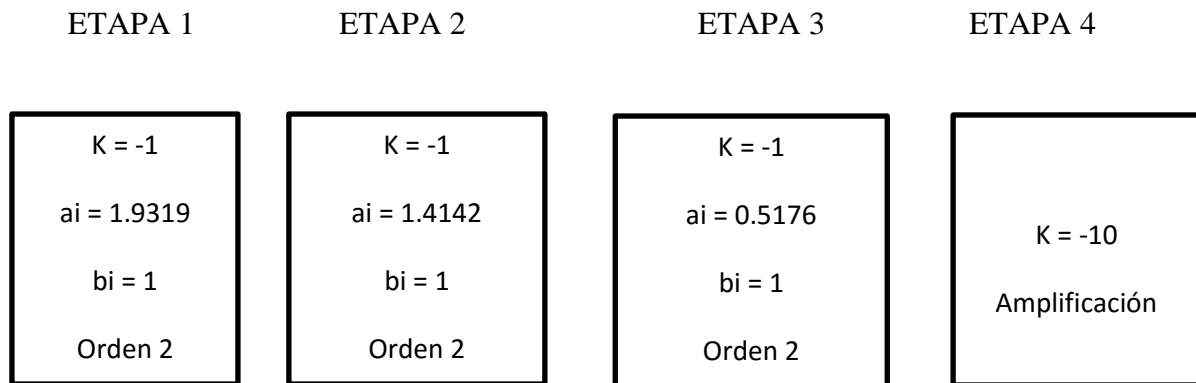 ETAPA 1 ETAPA 2 ETAPA 3 ETAPA 4
K = -1
ai = 1.9319
bi = 1
Orden 2
K = -1
ai = 1.4142
bi = 1
Orden 2
K = -1
ai = 0.5176
bi = 1
Orden 2
K = -10
Amplificación